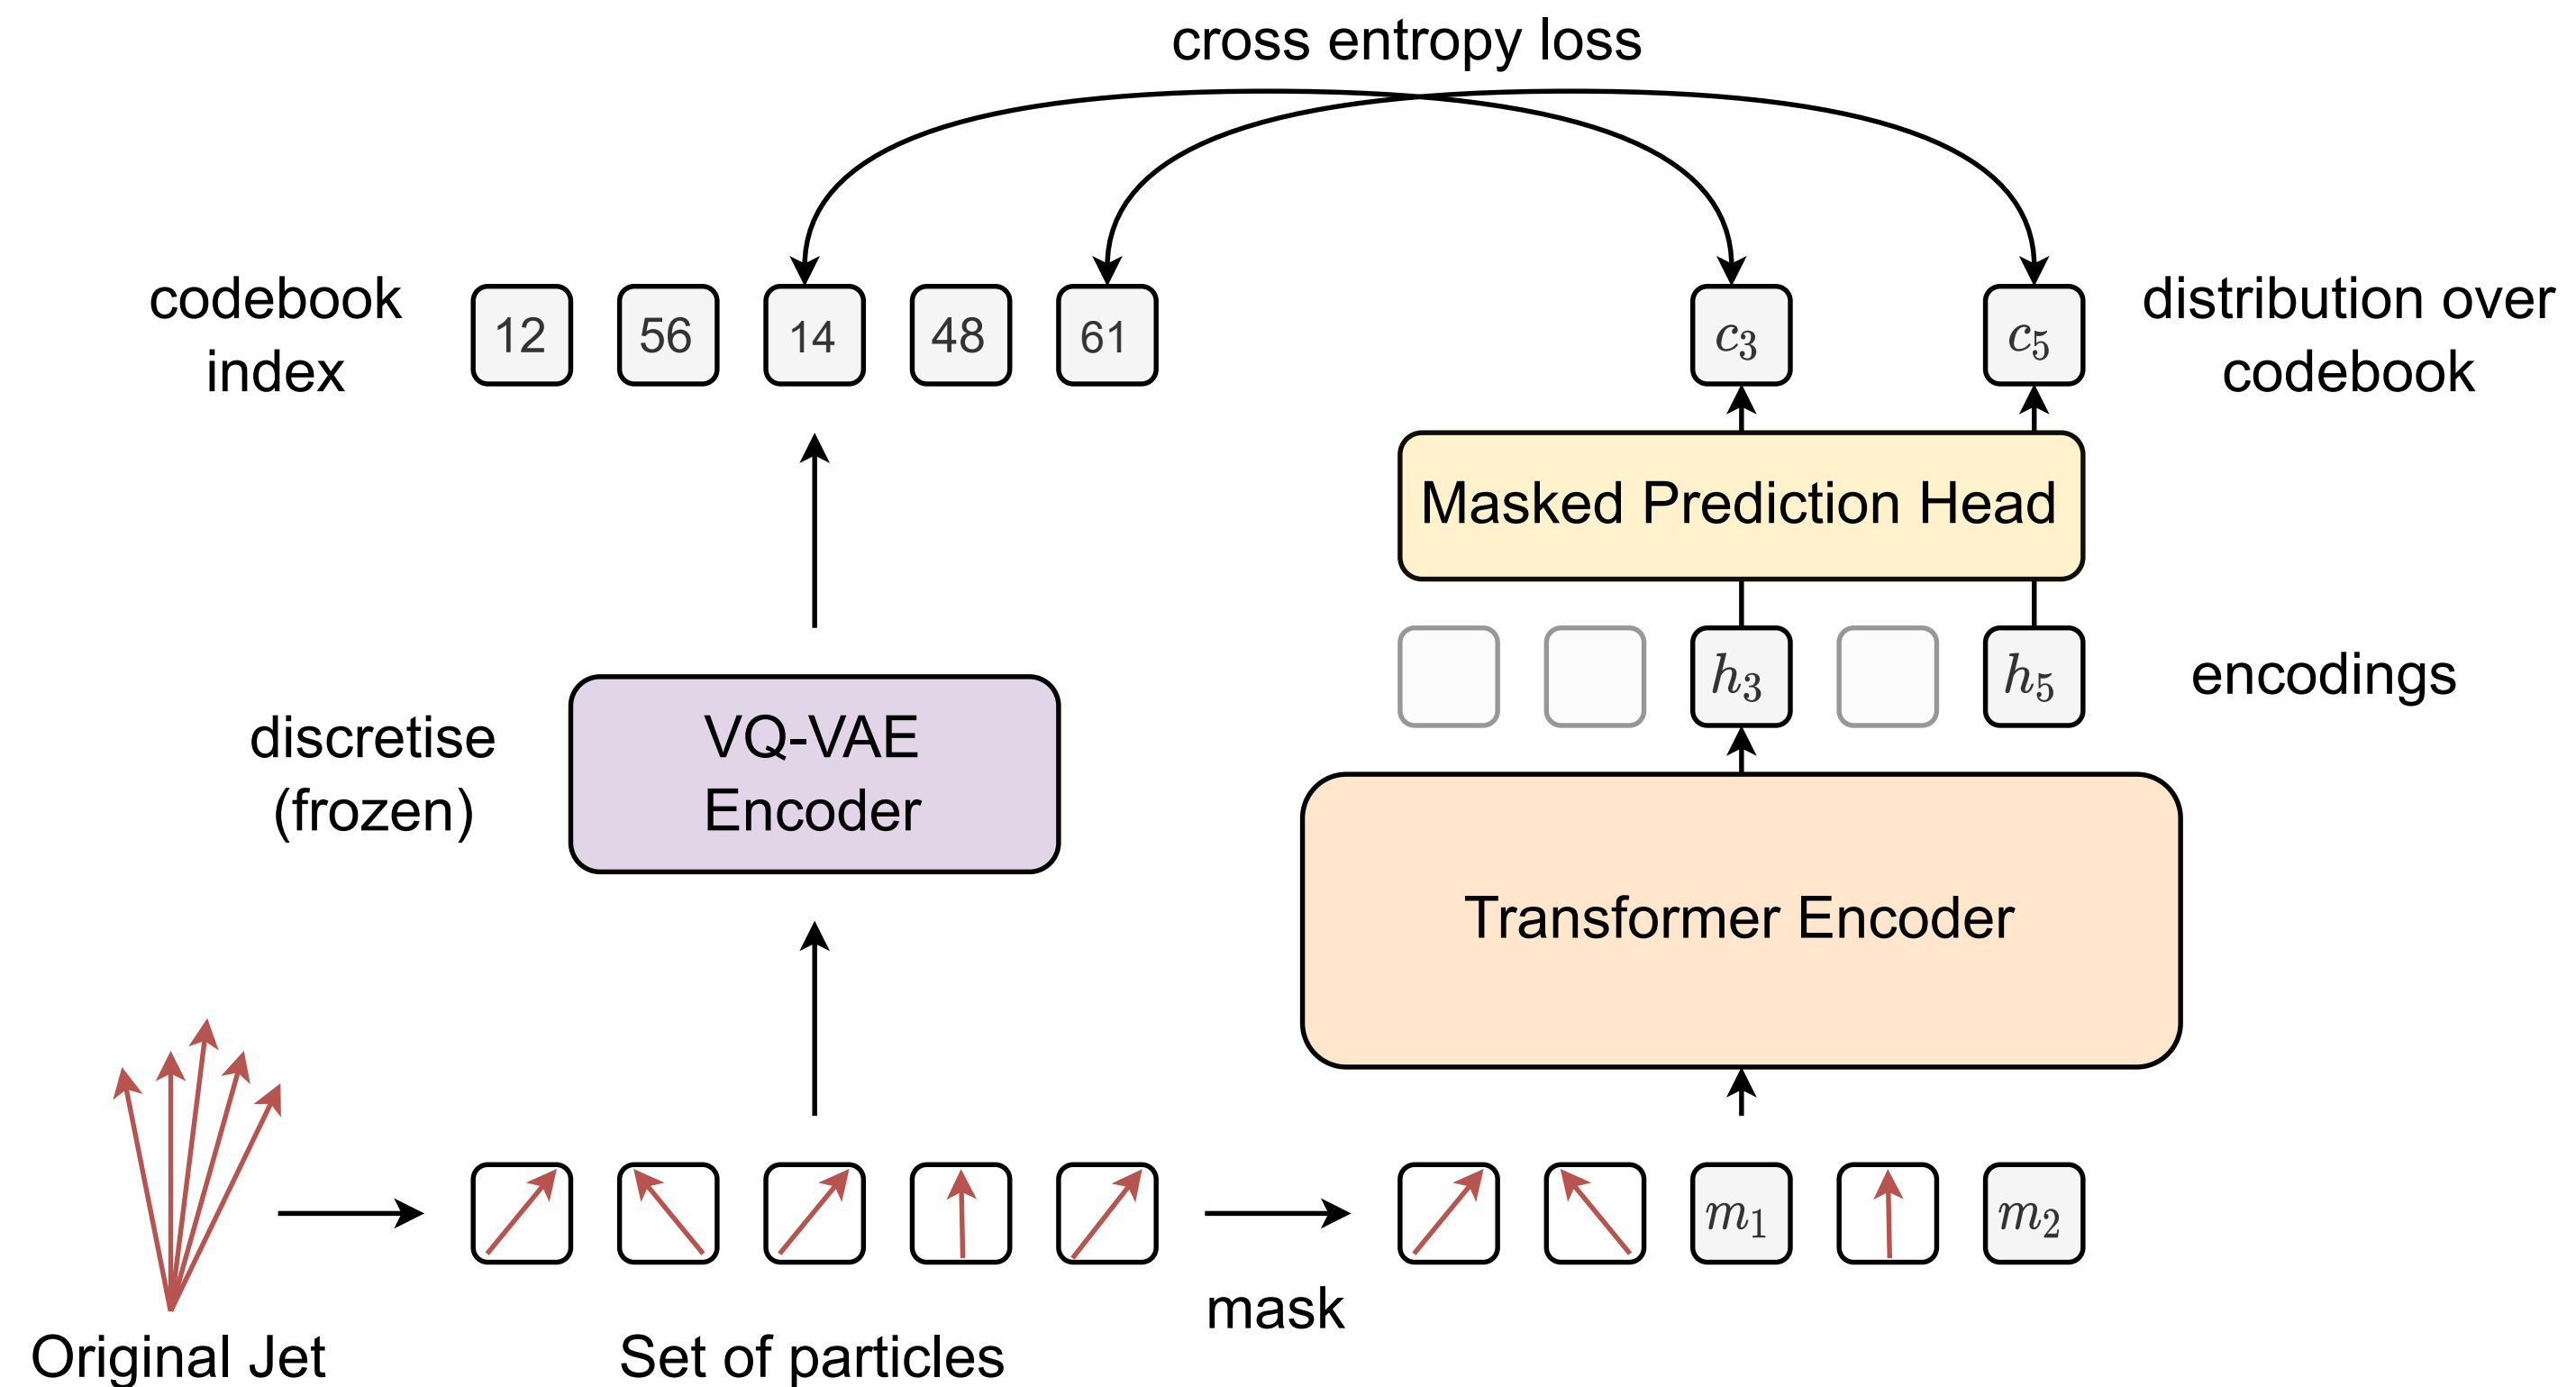 cross entropy loss
codebook
index
12 56 14 48 61
c3 c5
distribution over
codebook
Masked Prediction Head
h3 h5
encodings
discretise
(frozen)
VQ-VAE
Encoder
Transformer Encoder
m1 m2
mask
Original Jet
Set of particles